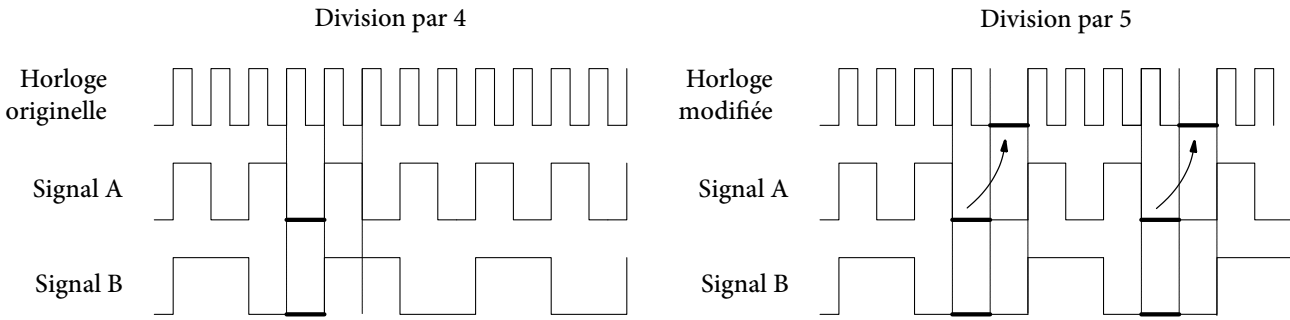 Division par 4
Division par 5
Horloge
originelle
Horloge
modifiée
Signal A
Signal A
Signal B
Signal B